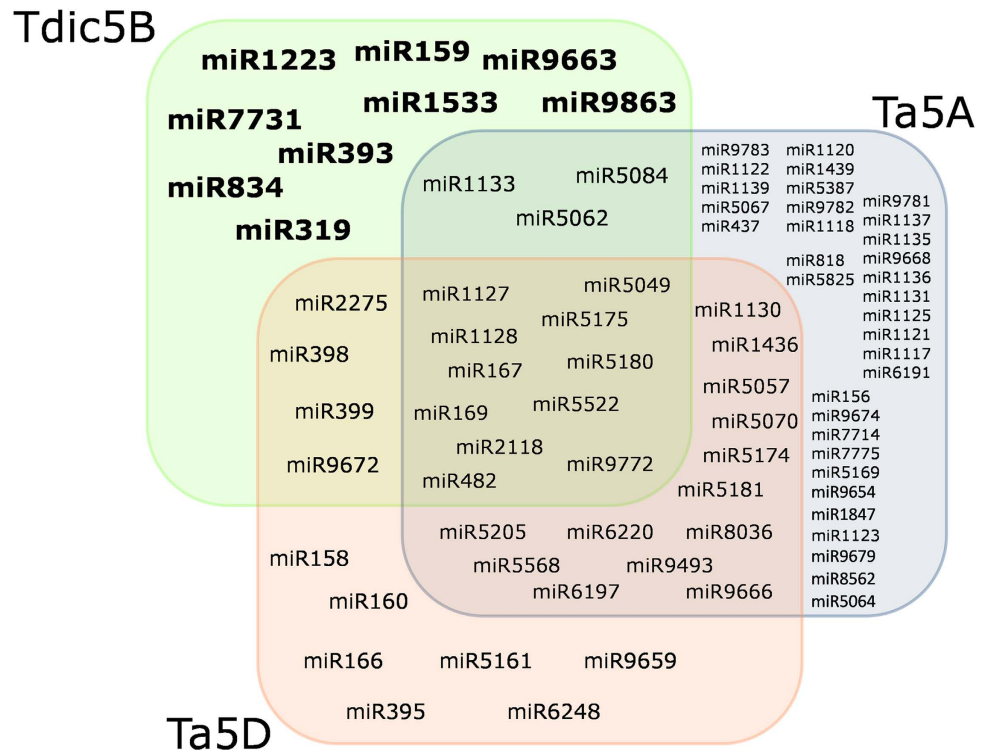 Tdic5B
miR1223 miR159 miR9663
miR7731 miR1533 miR9863
miR393
miR834
miR319
Ta5A
miR1133 miR5084
miR5062
miR9783 miR1120
miR1122 miR1439
miR1139 miR5387
miR5067 miR9782
miR437 miR1118
miR818
miR5825
miR9781
miR1137
miR1135
miR9668
miR1136
miR1131
miR1125
miR1121
miR1117
miR6191
miR156
miR9674
miR7714
miR7775
miR5169
miR9654
miR1847
miR1123
miR9679
miR8562
miR5064
miR2275
miR398
miR399
miR9672
miR1127 miR5049
miR5175
miR1128
miR167 miR5180
miR169 miR5522
miR2118
miR482 miR9772
miR1130
miR1436
miR5057
miR5070
miR5174
miR5181
miR5205 miR6220 miR8036
miR5568 miR9493
miR6197 miR9666
miR158
miR160
miR166 miR5161 miR9659
miR395 miR6248
Ta5D